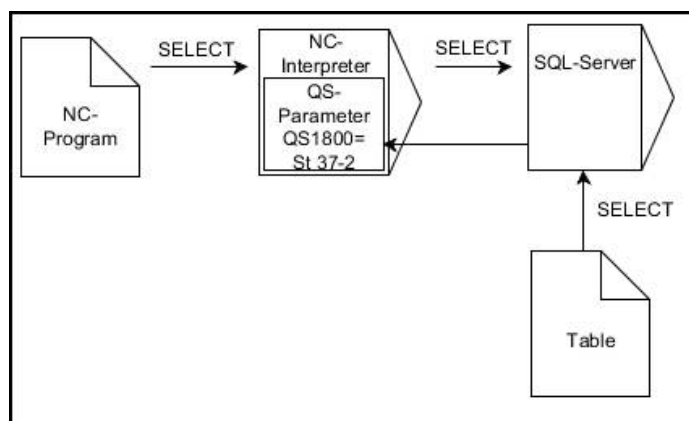 SELECT
NC-
Interpreter
SELECT
SQL-Server
NC-
Program
QS-
Parameter
QS1800=
St 37-2
SELECT
Table